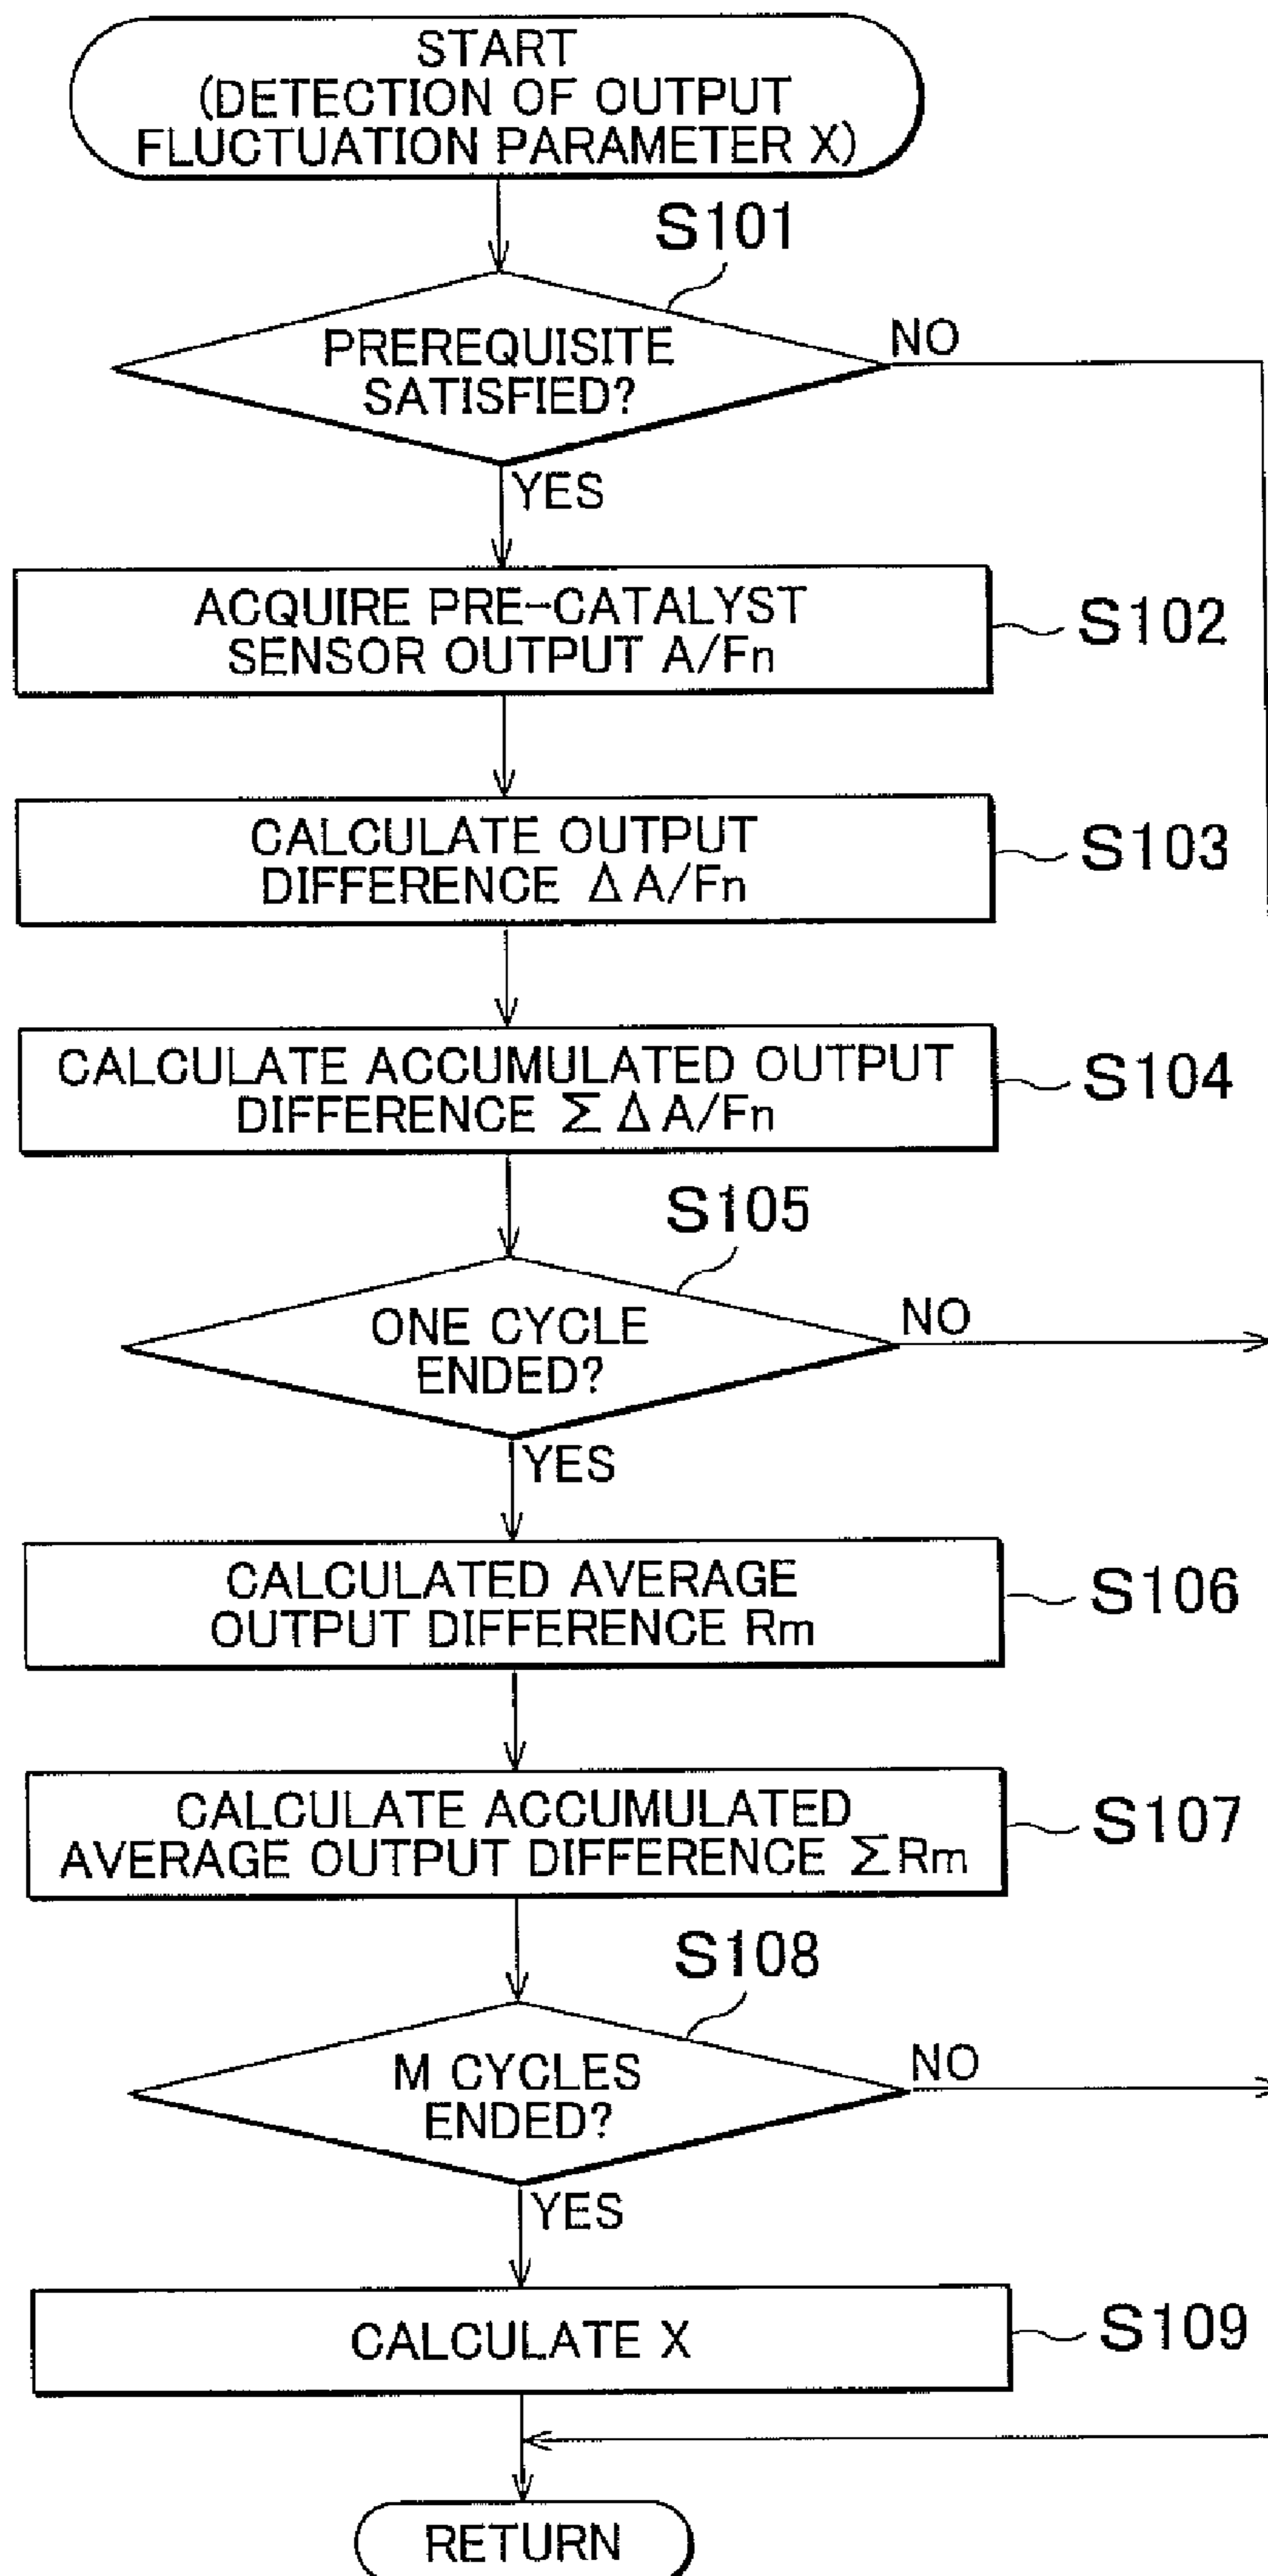 START
(DETECTION OF OUTPUT
FLUCTUATION PARAMETER X)
S101
PREREQUISITE
SATISFIED?
NO
YES
ACQUIRE PRE-CATALYST
SENSOR OUTPUT A/Fn
S102
CALCULATE OUTPUT
DIFFERENCE Δ A/Fn
S103
CALCULATE ACCUMULATED OUTPUT
DIFFERENCE Σ Δ A/Fn
S104
S105
ONE CYCLE
ENDED?
NO
YES
CALCULATED AVERAGE
OUTPUT DIFFERENCE Rm
S106
CALCULATE ACCUMULATED
AVERAGE OUTPUT DIFFERENCE ΣRm
S107
S108
M CYCLES
ENDED?
NO
YES
CALCULATE X
S109
RETURN